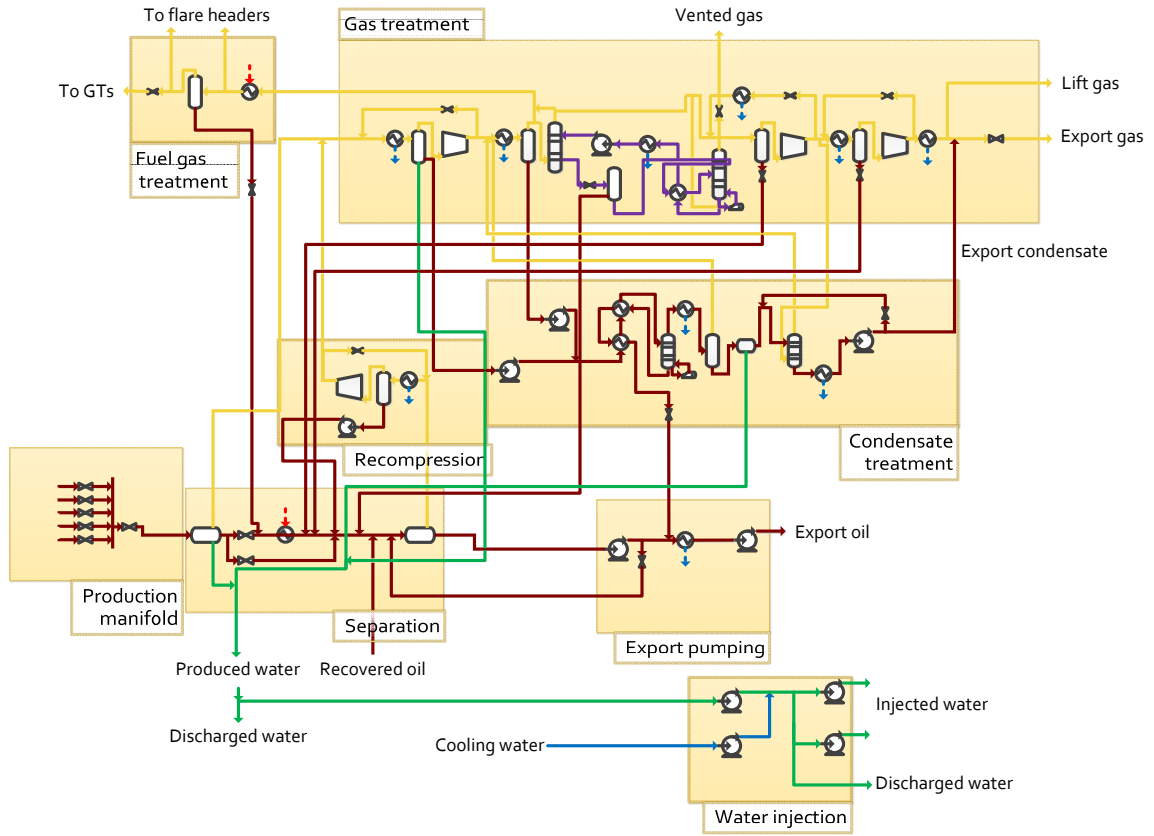 To flare headers
Vented gas
Gas treatment
To GTs
Lift gas
Export gas
Fuel gas
treatment
Export condensate
Condensate
treatment
Recompression
Export oil
Production
manifold
Separation
Export pumping
Produced water
Recovered oil
Injected water
Discharged water
Cooling water
Discharged water
Water injection